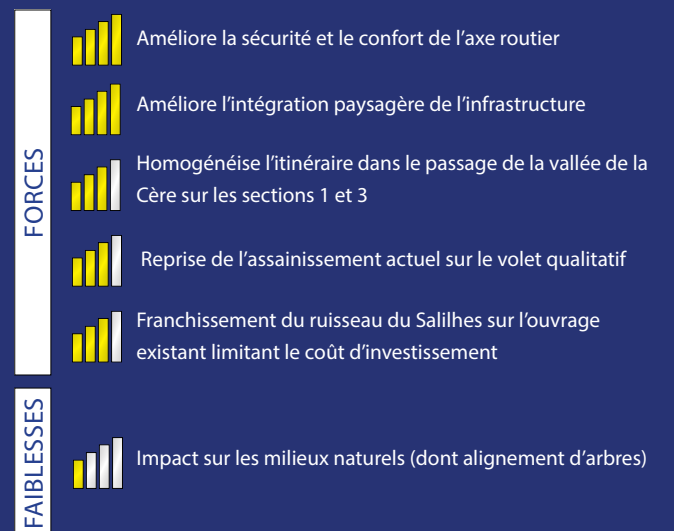 FORCES
Améliore la sécurité et le confort de l’axe routier
Améliore l’intégration paysagère de l’infrastructure
Homogénéise l’itinéraire dans le passage de la vallée de la
Cère sur les sections 1 et 3
Reprise de l’assainissement actuel sur le volet qualitatif
Franchissement du ruisseau du Salilhes sur l’ouvrage
existant limitant le coût d’investissement
FAIBLESSES
Impact sur les milieux naturels (dont alignement d’arbres)